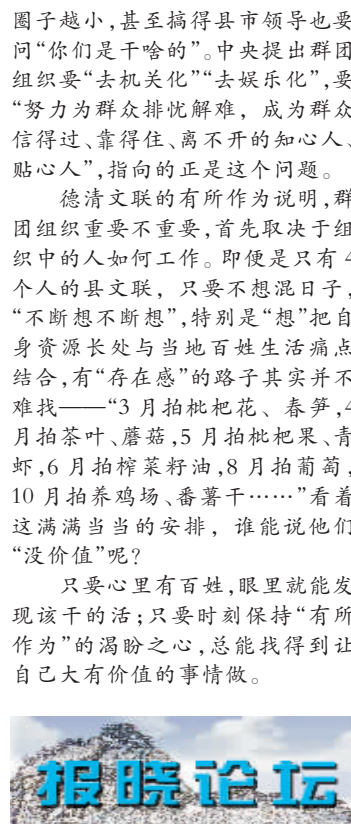 圈子越小,甚至搞得县市领导也要
问“你们是干啥的”。中央提出群团
组织要“去机关化”“去娱乐化”,要
“努力为群众排忧解难，成为群众
信得过、靠得住、离不开的知心人、
贴心人”,指向的正是这个问题。
德清文联的有所作为说明,群
团组织重要不重要,首先取决于组
织中的人如何工作。即便是只有 4
个人的县文联，只要不想混日子,
“不断想不断想”,特别是“想”把自
身资源长处与当地百姓生活痛点
结合,有“存在感”的路子其实并不
难找——“3 月拍枇杷花、春笋,4
月拍茶叶、蘑菇,5 月拍枇杷果、青
虾,6 月拍榨菜籽油,8 月拍葡萄,
10 月拍养鸡场、番薯干……”看着
这满满当当的安排，谁能说他们
“没价值”呢?
只要心里有百姓,眼里就能发
现该干的活;只要时刻保持“有所
作为”的渴盼之心,总能找得到让
自己大有价值的事情做。
报晓论坛